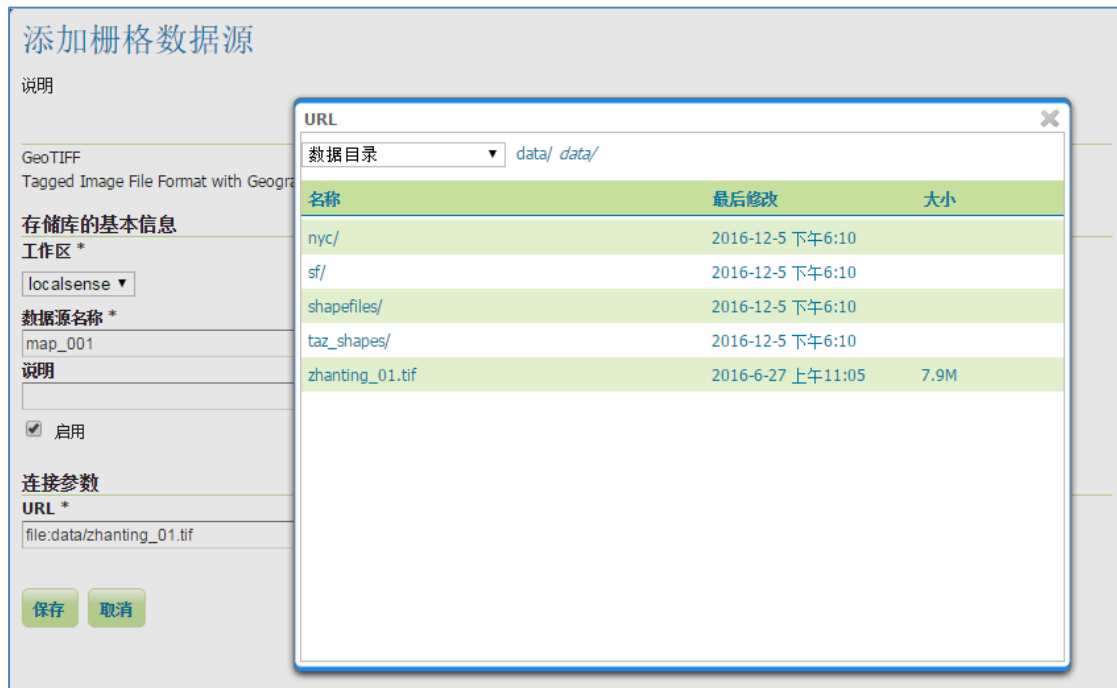 添加栅格数据源
说明
GeoTIFF
Tagged Image File Format with Geogra
存储库的基本信息
工作区 *
localsense
数据源名称 *
map_001
说明
启用
连接参数
URL *
file:data/zhanting_01.tif
保存 取消
URL
数据目录 data/ data/
名称 最后修改 大小
nyc/ 2016-12-5 下午6:10
sf/ 2016-12-5 下午6:10
shapefiles/ 2016-12-5 下午6:10
taz_shapes/ 2016-12-5 下午6:10
zhanting_01.tif 2016-6-27 上午11:05 7.9M